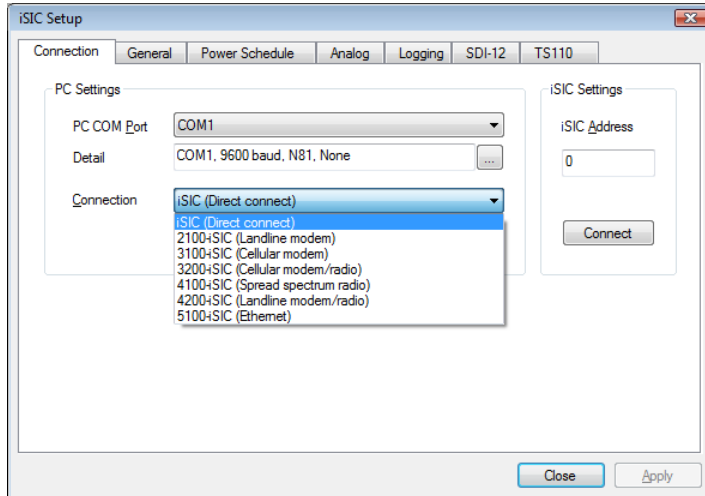 iSIC Setup
Connection General Power Schedule Analog Logging SDI-12 TS110
PC Settings
iSIC Settings
PC COM Port COM1
iSIC Address
Detail COM1, 9600 baud, N81, None ...
0
Connection iSIC (Direct connect)
iSIC (Direct connect)
2100-iSIC (Landline modem)
3100-iSIC (Cellular modem)
3200-iSIC (Cellular modem/radio)
4100-iSIC (Spread spectrum radio)
4200-iSIC (Landline modem/radio)
5100-iSIC (Ethernet)
Connect
Close Apply